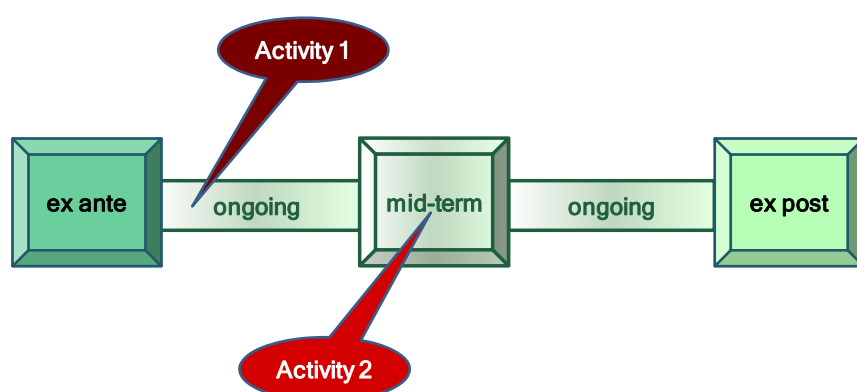 Activity 1
ex ante
ongoing
mid-term
ongoing
ex post
Activity 2